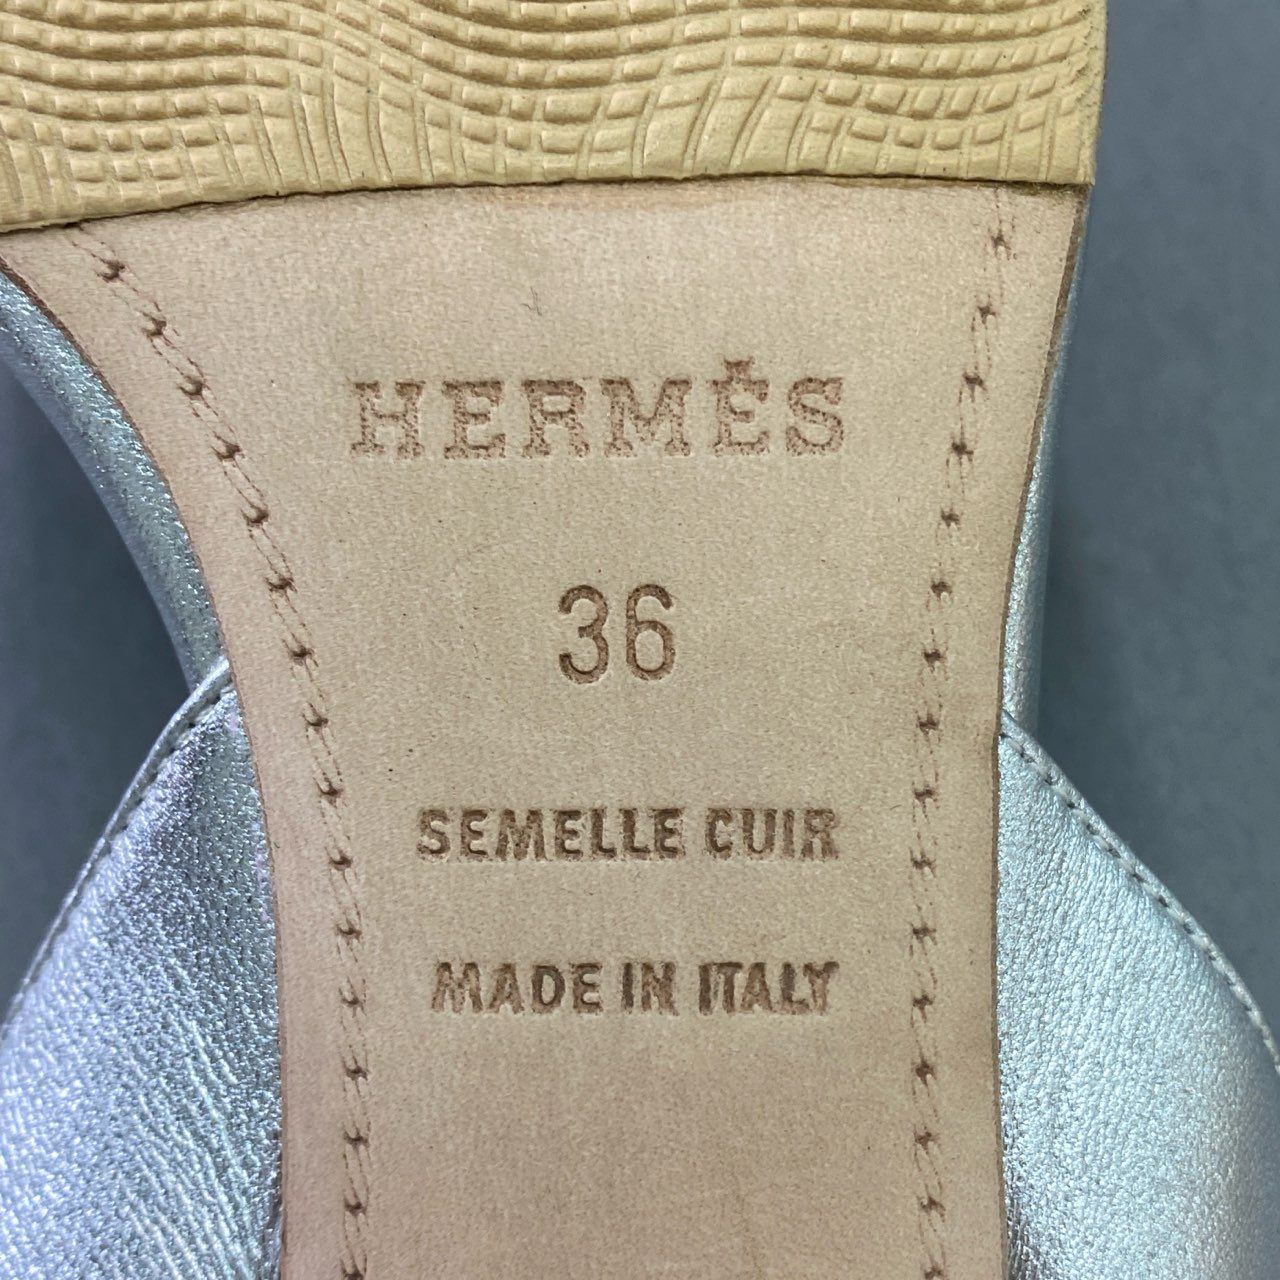 HERMÈS
36
SEMELLE CUIR
MADE IN ITALY